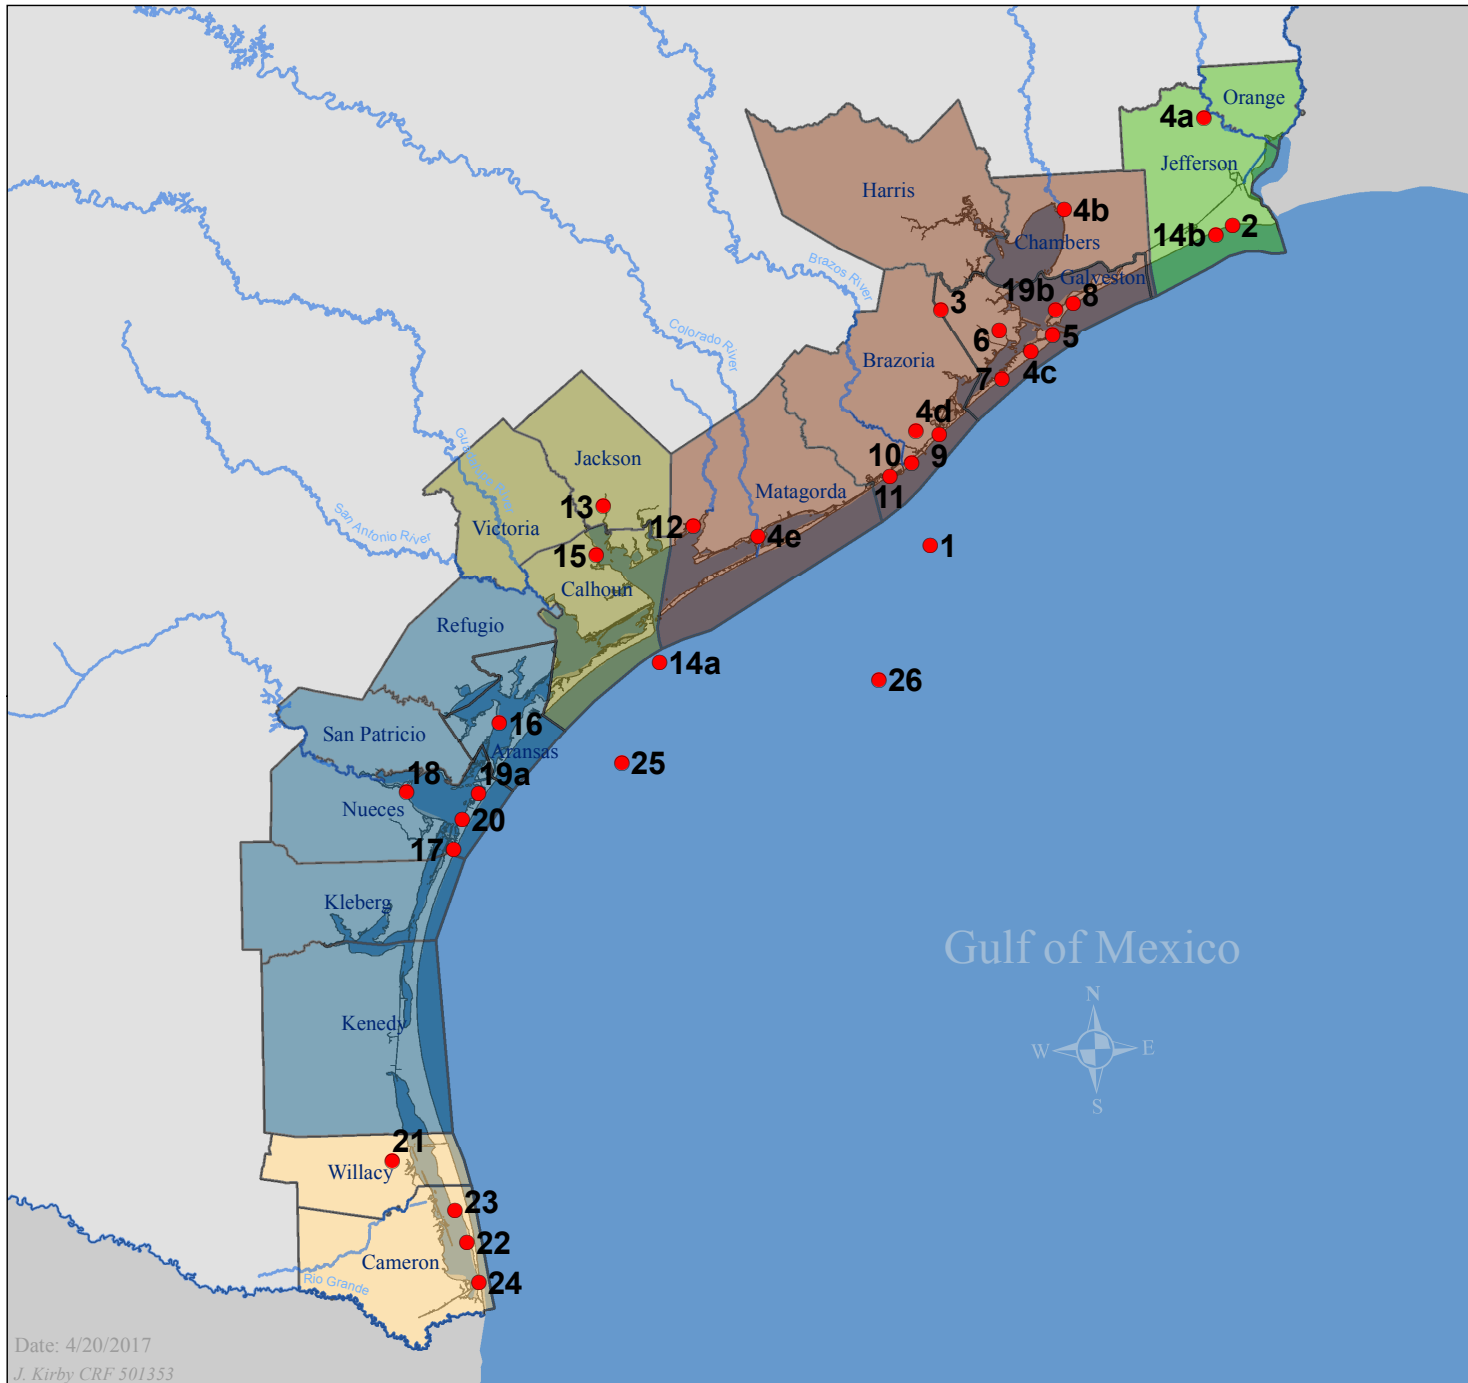 Orange
4a
Jefferson
Harris
4b
2
14b
Chambers
Brazos River
Galveston
19b
8
3
Colorado River
6
5
Brazoria
4c
7
4d
Guadalupe River
Jackson
10
9
Matagorda
11
13
Victoria
San Antonio River
12
4e
1
15
Calhoun
Refugio
14a
26
16
San Patricio
Aransas
25
18
19a
Nueces
20
17
Kleberg
Gulf of Mexico
N
Kenedy
W
E
S
21
Willacy
23
22
Cameron
24
Rio Grande
Date: 4/20/2017
J. Kirby CRF 501353